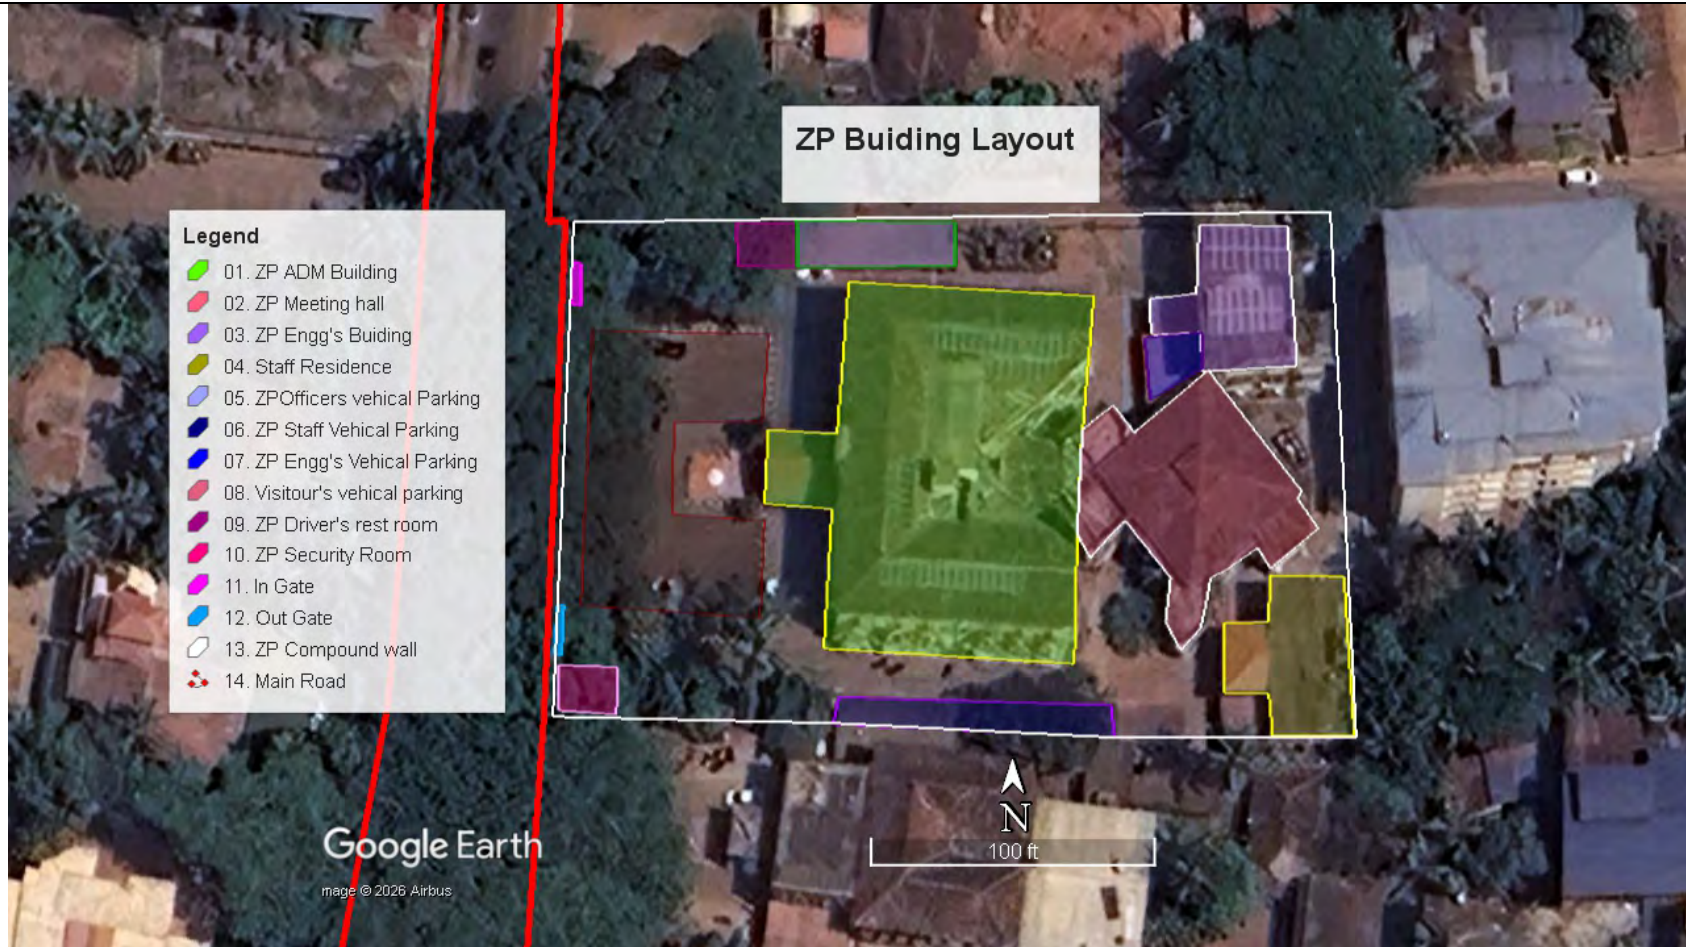 ZP Buiding Layout
Legend
01. ZP ADM Building
02. ZP Meeting hall
03. ZP Engg's Buiding
04. Staff Residence
05. ZPOfficers vehical Parking
06. ZP Staff Vehical Parking
07. ZP Engg's Vehical Parking
08. Visitour's vehical parking
09. ZP Driver's rest room
10. ZP Security Room
11. In Gate
12. Out Gate
13. ZP Compound wall
14. Main Road
N
100 ft
Google Earth
mage © 2026 Airbus